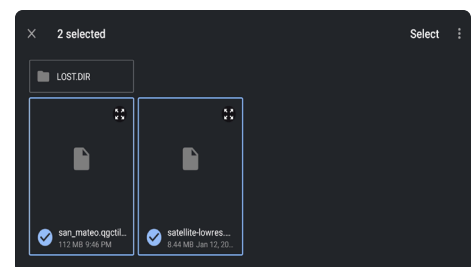 2 selected
Select
LOST.DIR
san_mateo.qgctil...
112 MB 9:46 PM
satellite-lowres....
8.44 MB Jan 12, 20...